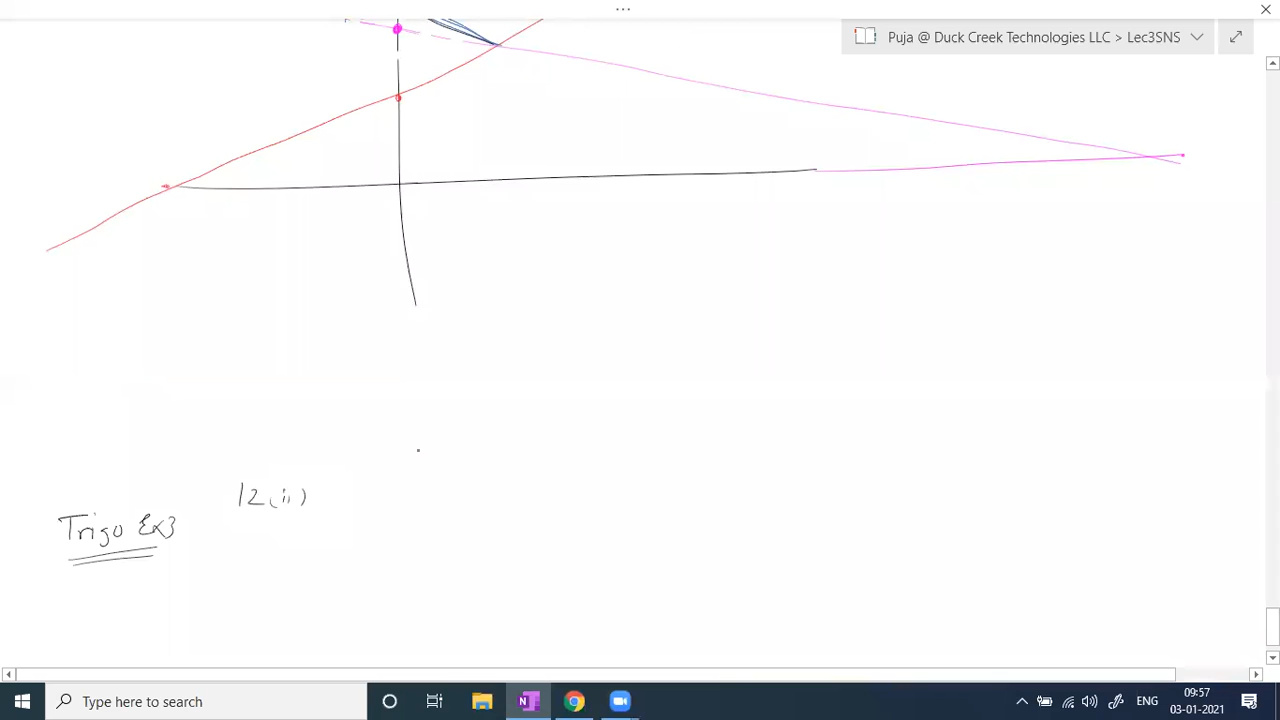 Puja @ Duck Creek Technologies LLC > Lec3SNS
12(ii)
Trigo Ex3
Type here to search
ENG
09:57
03-01-2021